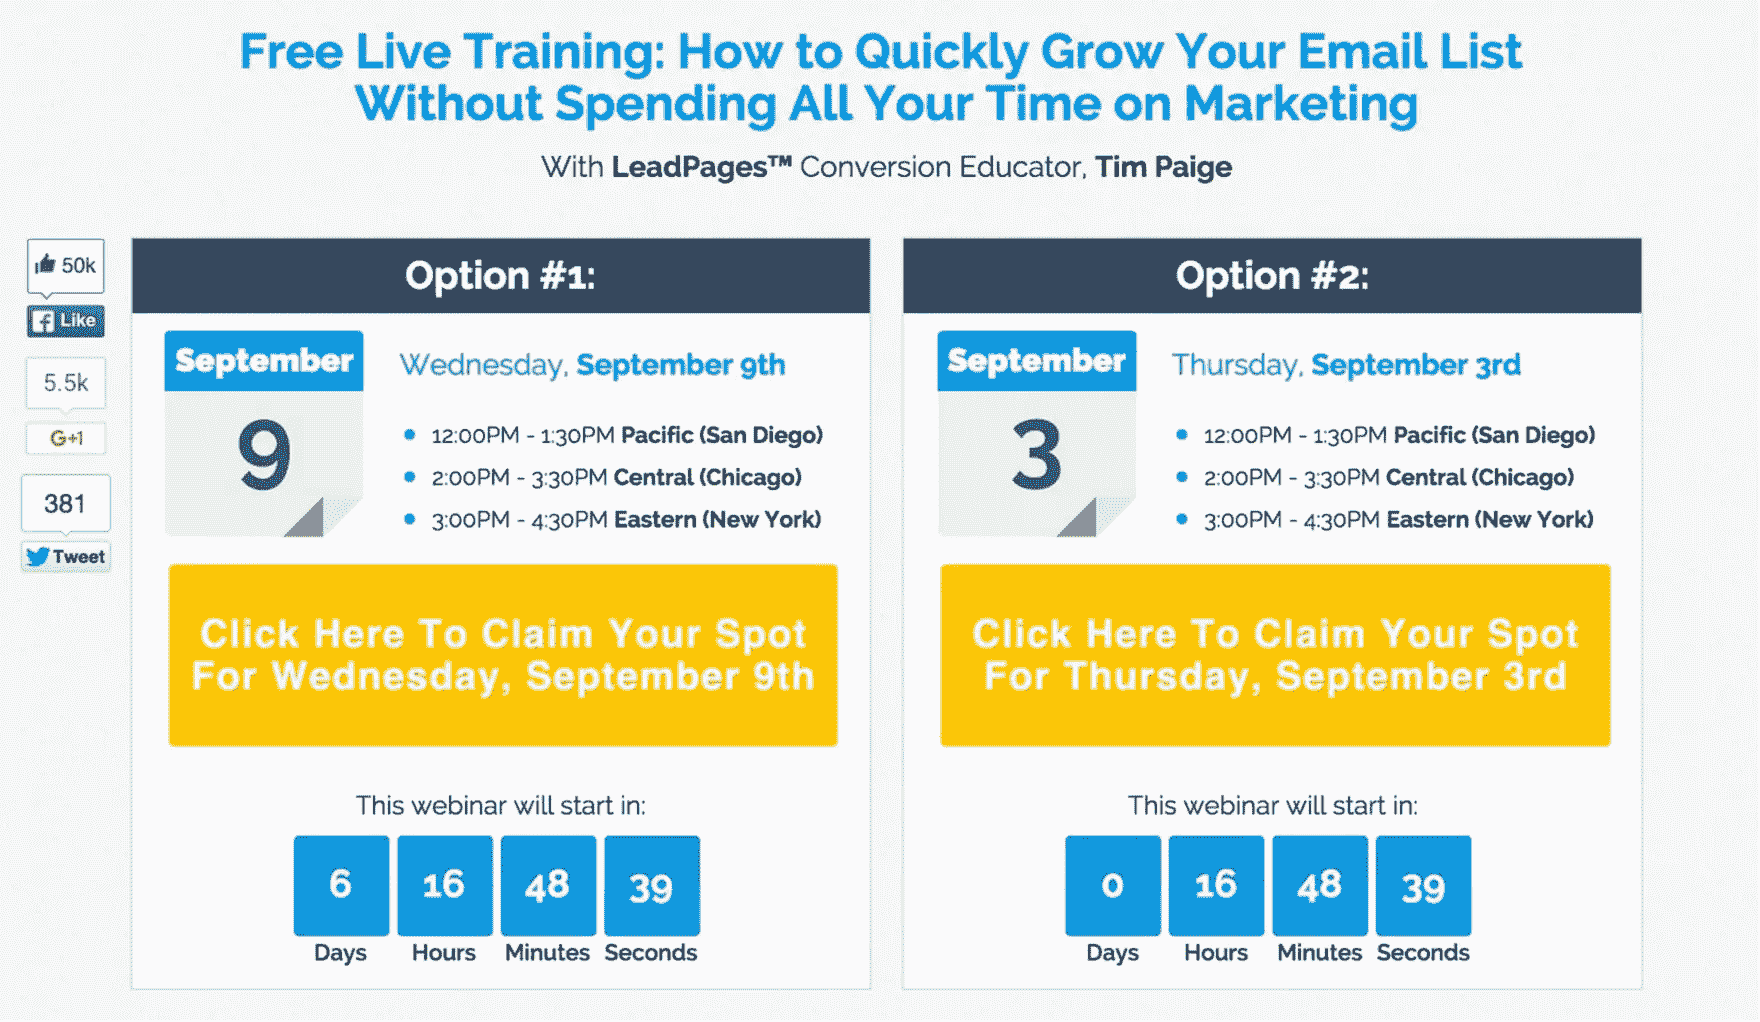 Free Live Training: How to Quickly Grow Your Email List
Without Spending All Your Time on Marketing
With LeadPages™ Conversion Educator, Tim Paige
50k
Like
5.5k
G+1
381
Tweet
Option #1:
September
9
Wednesday, September 9th
12:00PM - 1:30PM Pacific (San Diego)
2:00PM - 3:30PM Central (Chicago)
3:00PM - 4:30PM Eastern (New York)
Click Here To Claim Your Spot
For Wednesday, September 9th
This webinar will start in:
6 16 48 39
Days Hours Minutes Seconds
Option #2:
September
3
Thursday, September 3rd
12:00PM - 1:30PM Pacific (San Diego)
2:00PM - 3:30PM Central (Chicago)
3:00PM - 4:30PM Eastern (New York)
Click Here To Claim Your Spot
For Thursday, September 3rd
This webinar will start in:
0 16 48 39
Days Hours Minutes Seconds